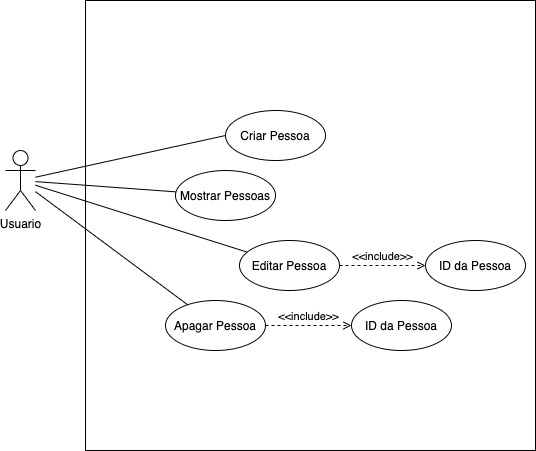 Criar Pessoa
Mostrar Pessoas
Usuario
<<include>>
Editar Pessoa
ID da Pessoa
<<include>>
Apagar Pessoa
ID da Pessoa